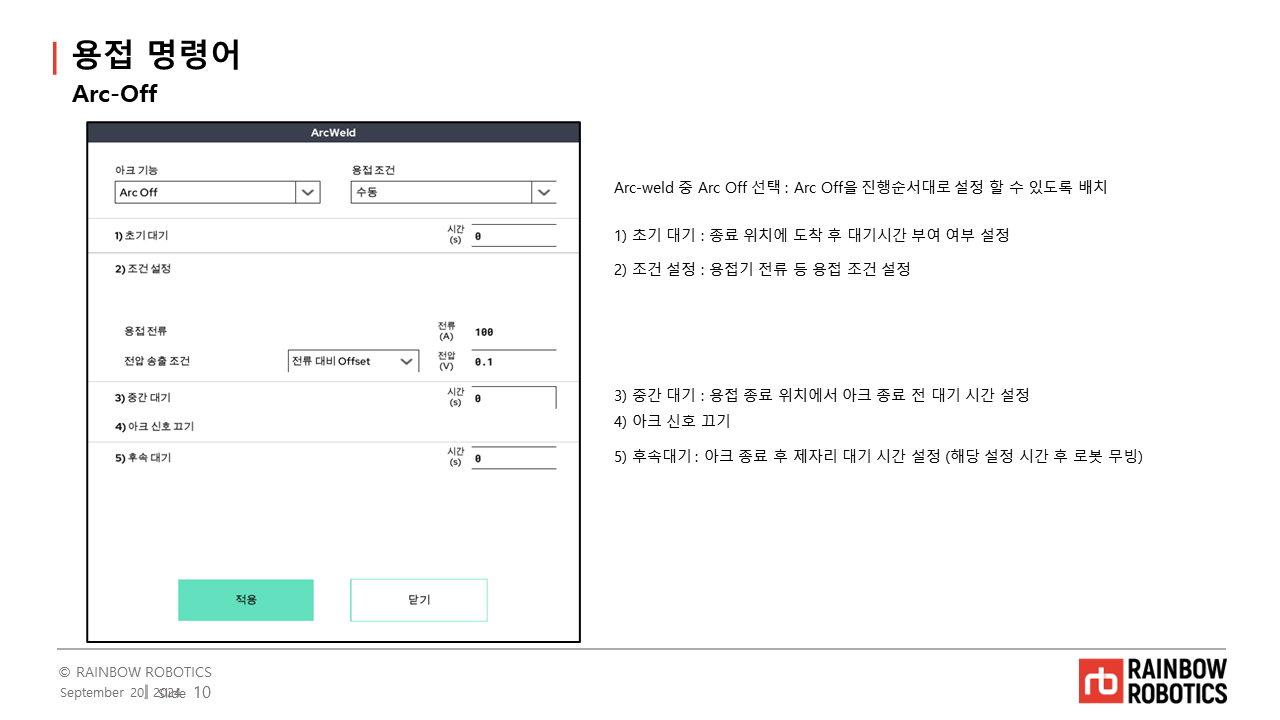 용접 명령어
Arc-Off
ArcWeld
아크 기능
용접 조건
Arc Off
수동
1) 초기 대기
시간
(s)
0
2) 조건 설정
용접 전류
전류
(A)
100
전압 송출 조건
전류 대비 Offset
전압
(V)
0.1
3) 중간 대기
시간
(s)
0
4) 아크 신호 끄기
5) 후속 대기
시간
(s)
0
적용
닫기
Arc-weld 중 Arc Off 선택 : Arc Off을 진행순서대로 설정 할 수 있도록 배치
1) 초기 대기 : 종료 위치에 도착 후 대기시간 부여 여부 설정
2) 조건 설정 : 용접기 전류 등 용접 조건 설정
3) 중간 대기 : 용접 종료 위치에서 아크 종료 전 대기 시간 설정
4) 아크 신호 끄기
5) 후속대기 : 아크 종료 후 제자리 대기 시간 설정 (해당 설정 시간 후 로봇 무빙)
© RAINBOW ROBOTICS
September 20, 2024
Slide 10
rb
RAINBOW
ROBOTICS